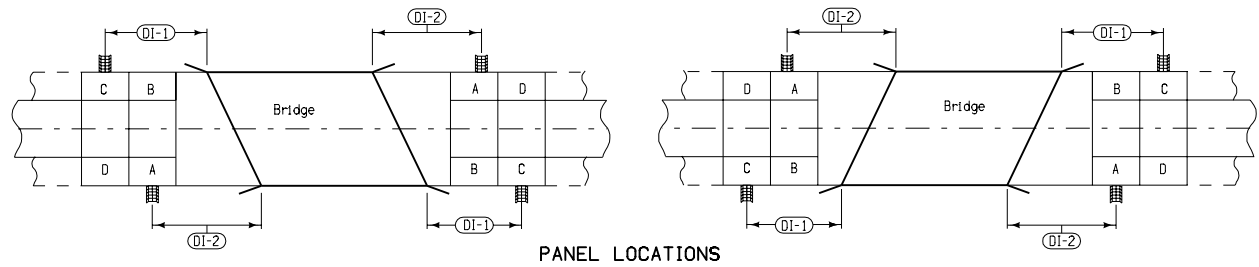 DI-2
DI-1
C B
A D
Bridge
D A
B C
DI-2
DI-1
DI-2
DI-1
D A
B C
Bridge
C B
A D
DI-1
DI-2
PANEL LOCATIONS